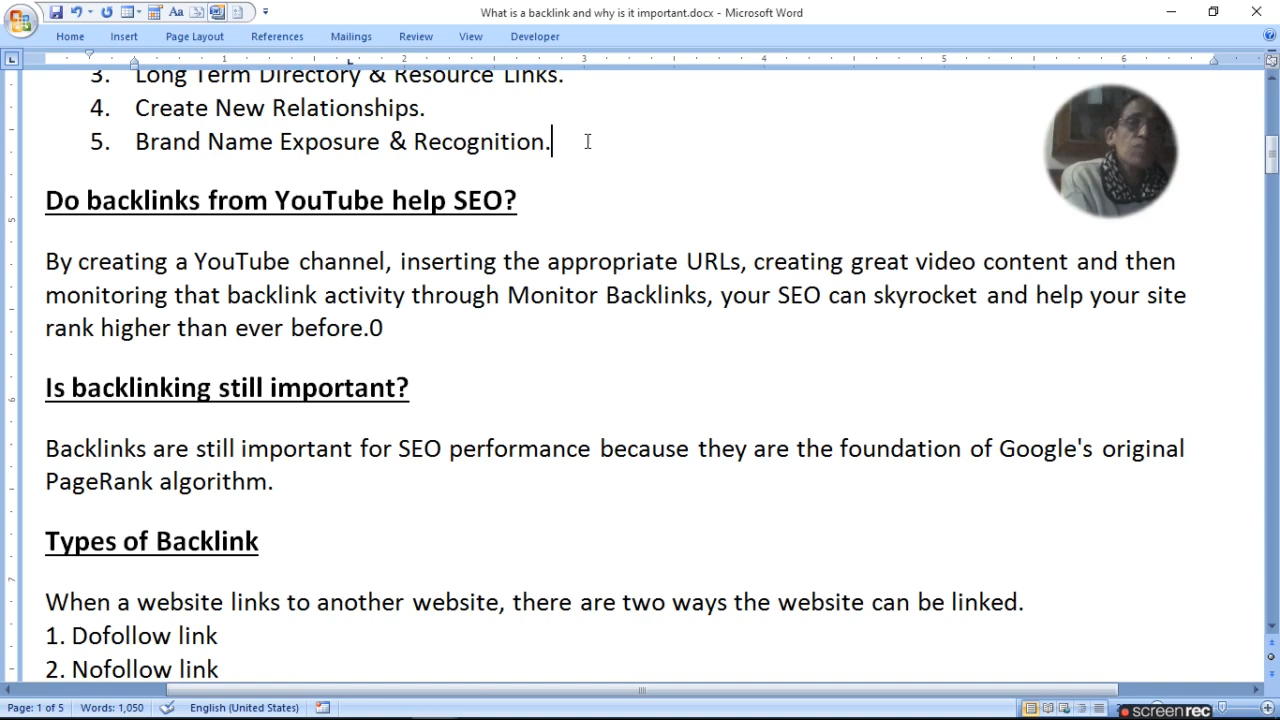 What is a backlink and why is it important.docx - Microsoft Word
Home Insert Page Layout References Mailings Review View Developer
1 2 3 4 5 6
3. Long Term Directory & Resource Links.
4. Create New Relationships.
5. Brand Name Exposure & Recognition.
Do backlinks from YouTube help SEO?
By creating a YouTube channel, inserting the appropriate URLs, creating great video content and then
monitoring that backlink activity through Monitor Backlinks, your SEO can skyrocket and help your site
rank higher than ever before.0
Is backlinking still important?
Backlinks are still important for SEO performance because they are the foundation of Google's original
PageRank algorithm.
Types of Backlink
When a website links to another website, there are two ways the website can be linked.
1. Dofollow link
2. Nofollow link
Page: 1 of 5 Words: 1,050 English (United States)
screenrec